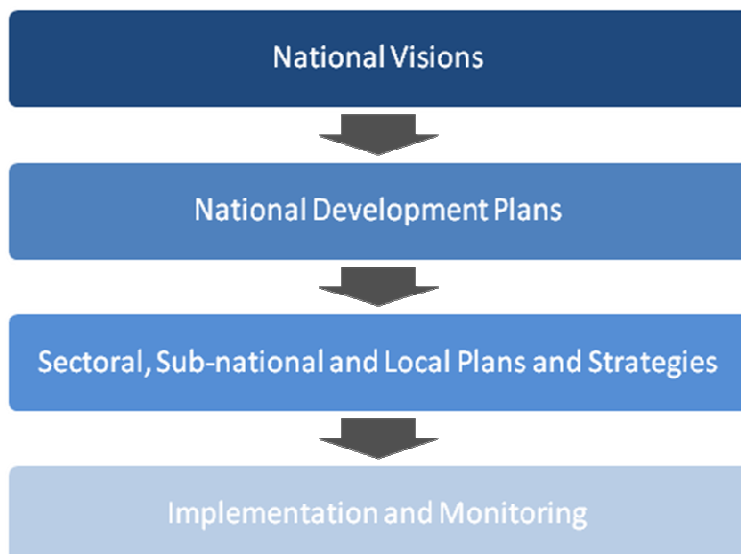 National Visions
National Development Plans
Sectoral, Sub-national and Local Plans and Strategies
Implementation and Monitoring